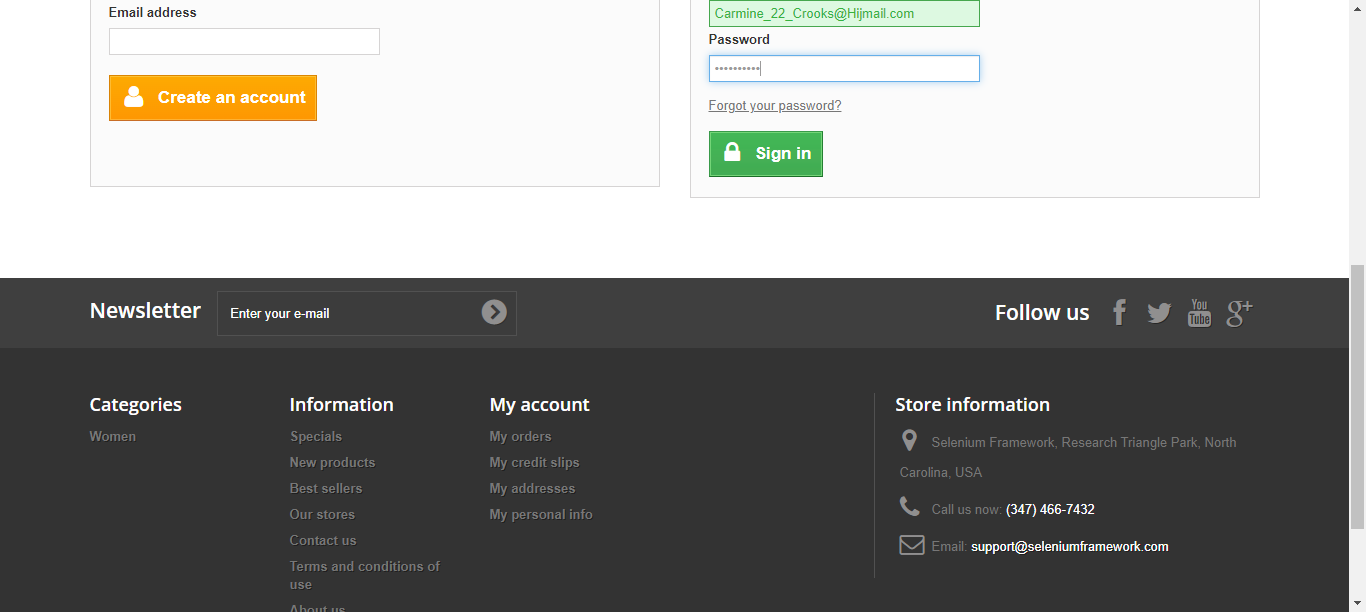 Email address
Create an account
Carmine_22_Crooks@Hijmail.com
Password
••••••••••
Forgot your password?
Sign in
Newsletter
Enter your e-mail
Follow us
You
Tube
g+
Categories
Women
Information
Specials
New products
Best sellers
Our stores
Contact us
Terms and conditions of
use
About us
My account
My orders
My credit slips
My addresses
My personal info
Store information
Selenium Framework, Research Triangle Park, North
Carolina, USA
Call us now: (347) 466-7432
Email: support@seleniumframework.com